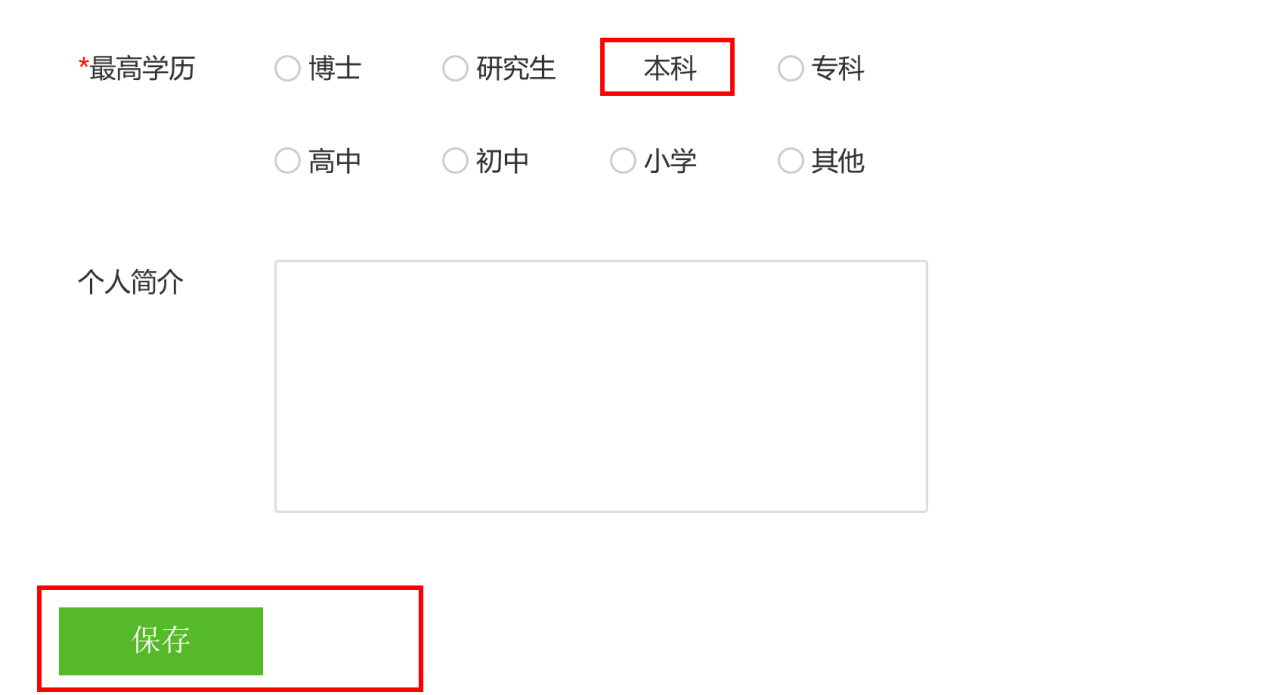 *最高学历 博士 研究生 本科 专科
高中 初中 小学 其他
个人简介
保存